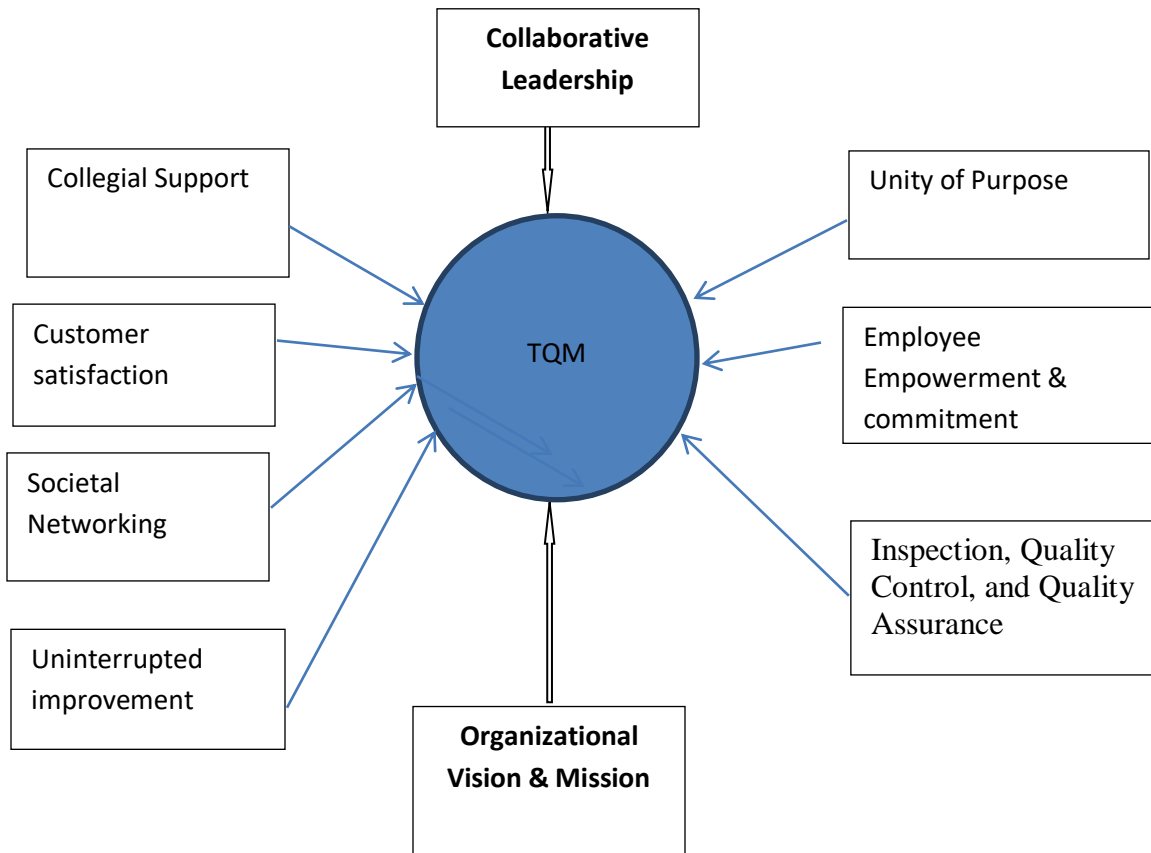 Collaborative
Leadership
Collegial Support
Unity of Purpose
Customer
satisfaction
TQM
Employee
Empowerment &
commitment
Societal
Networking
Inspection, Quality
Control, and Quality
Assurance
Uninterrupted
improvement
Organizational
Vision & Mission